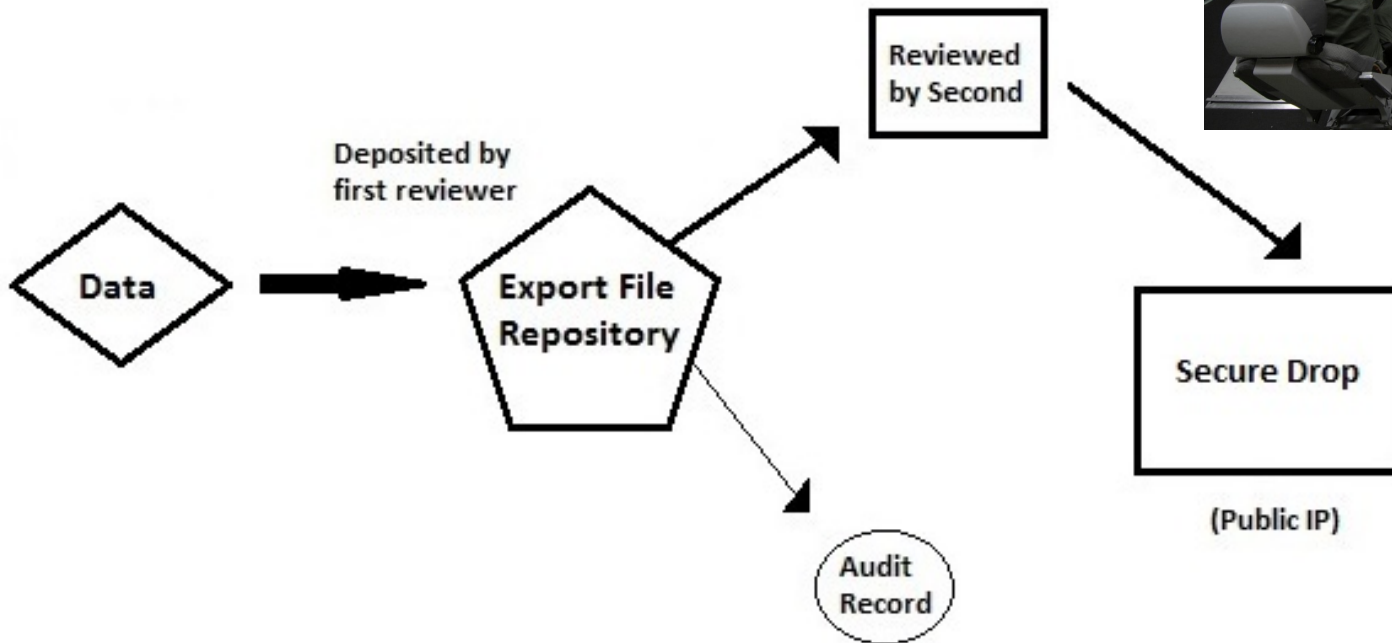 Data
Deposited by
first reviewer
Export File
Repository
Reviewed
by Second
Secure Drop
(Public IP)
Audit
Record